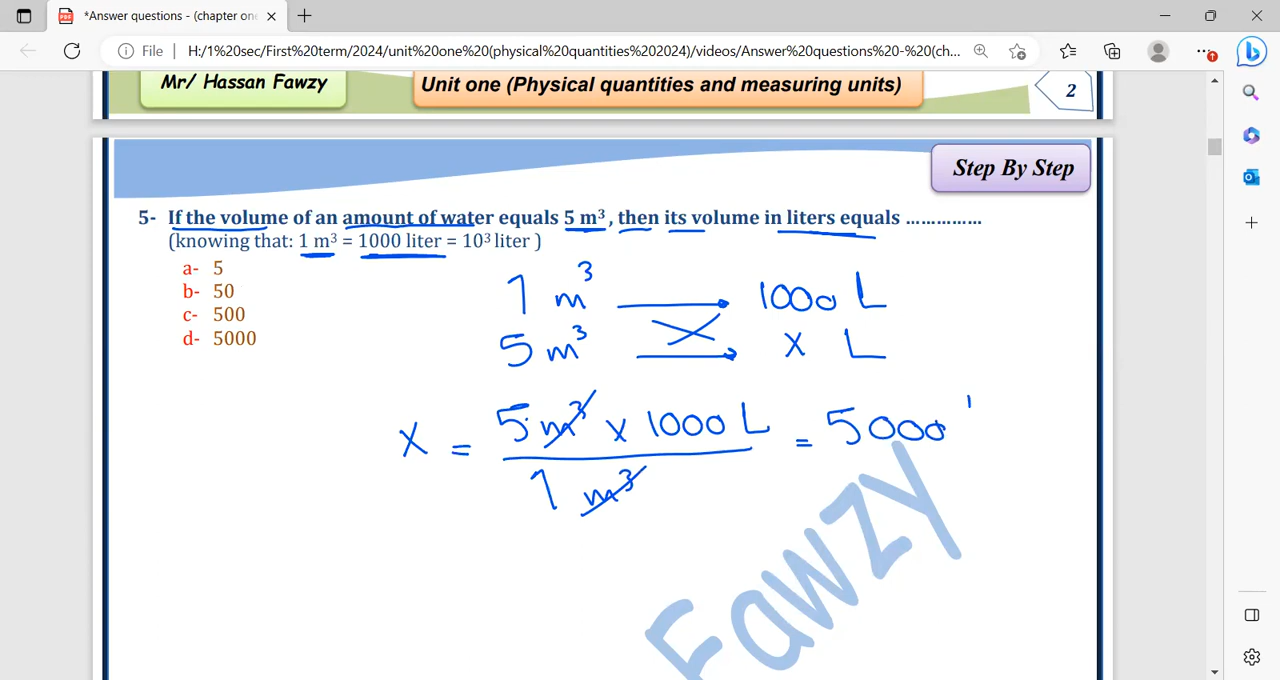 *Answer questions - (chapter one
File H:/1%20sec/First%20term/2024/unit%20one%20(physical%20quantities%202024)/videos/Answer%20questions%20-%20(ch...
Mr/ Hassan Fawzy
Unit one (Physical quantities and measuring units)
2
Step By Step
5- If the volume of an amount of water equals 5 m³, then its volume in liters equals ……………
(knowing that: 1 m³ = 1000 liter = 10³ liter )
a- 5
b- 50
c- 500
d- 5000
1 m³ → 1000 L
5 m³ → x L
x = 5 m³ x 1000 L / 1 m³ = 5000
Fawzy